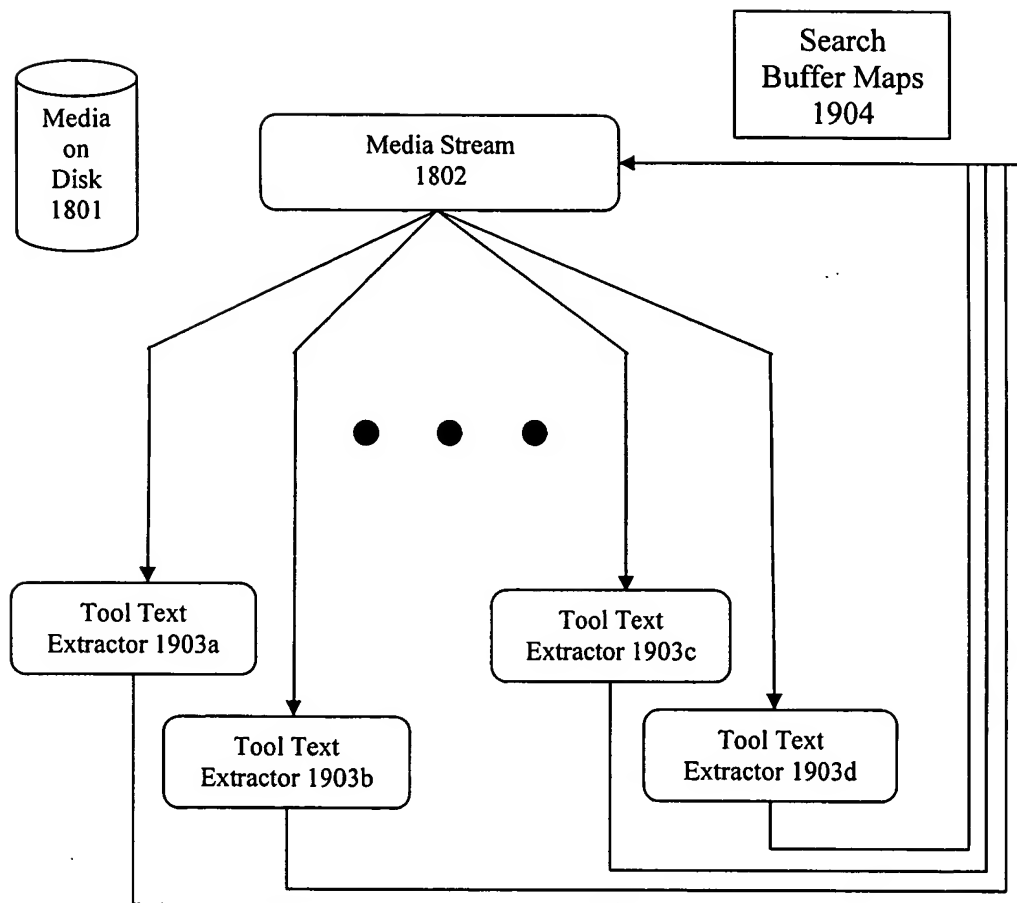 Search
Buffer Maps
1904
Media
on
Disk
1801
Media Stream
1802
Tool Text
Extractor 1903a
Tool Text
Extractor 1903c
Tool Text
Extractor 1903b
Tool Text
Extractor 1903d